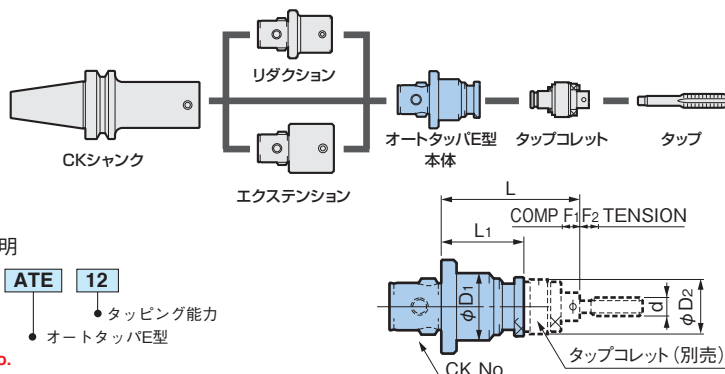 リダクション
CKシャンク
エクステンション
オートタッパE型
本体
タップコレット
タップ
明
ATE 12
タッピング能力
オートタッパE型
o.
L
COMP F1 F2 TENSION
L1
φD1
d
φD2
タップコレット(別売)
CK No